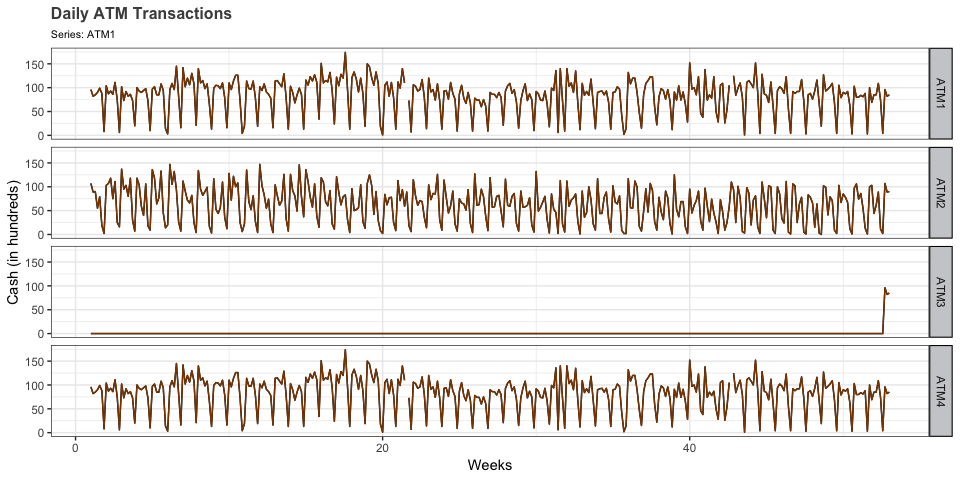 Daily ATM Transactions
Series: ATM1
Cash (in hundreds)
150
100
50
0
ATM1
150
100
50
0
ATM2
150
100
50
0
ATM3
150
100
50
0
ATM4
0
20
40
Weeks